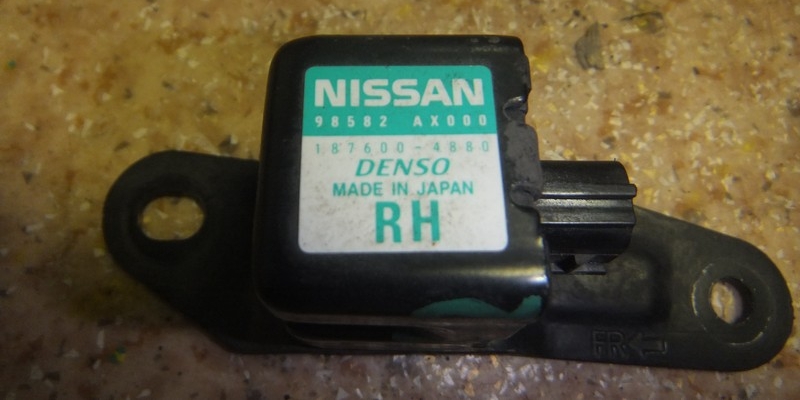 NISSAN
98582 AX000
187600-4880
DENSO
MADE IN JAPAN
RH
FR